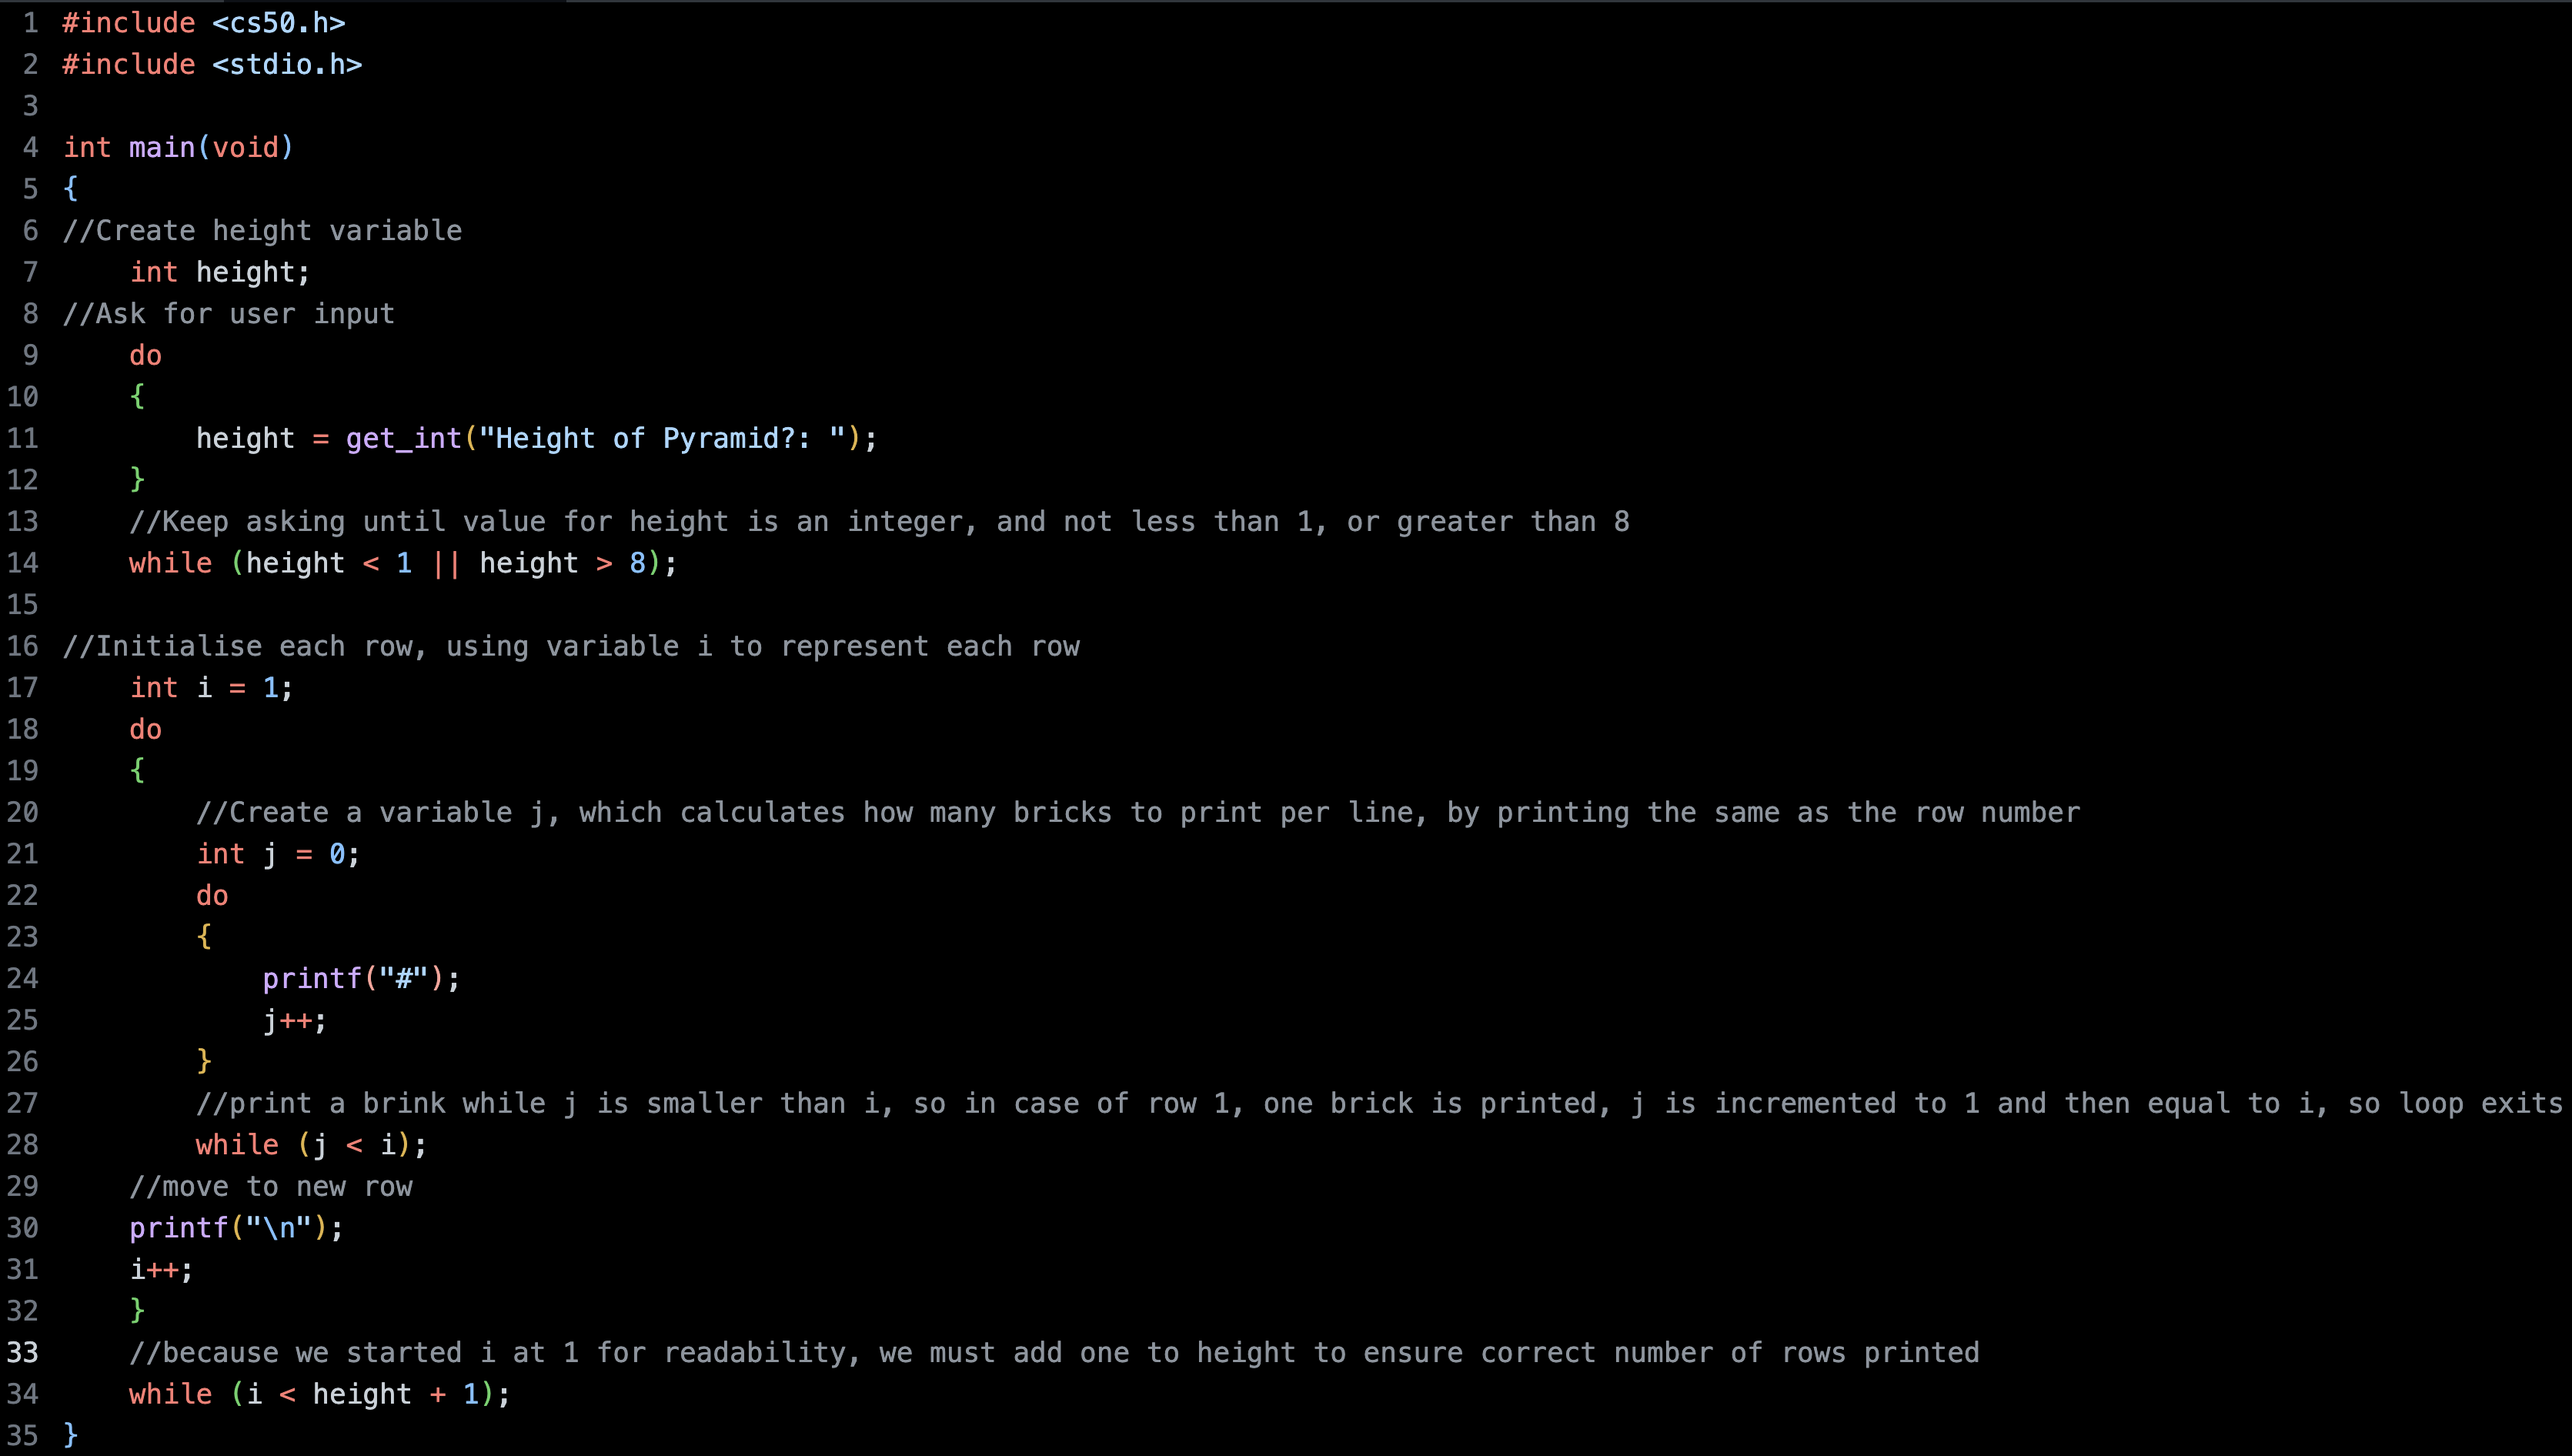 1 #include <cs50.h>
2 #include <stdio.h>
3
4 int main(void)
5 {
6 //Create height variable
7     int height;
8 //Ask for user input
9     do
10     {
11         height = get_int("Height of Pyramid?: ");
12     }
13     //Keep asking until value for height is an integer, and not less than 1, or greater than 8
14     while (height < 1 || height > 8);
15
16 //Initialise each row, using variable i to represent each row
17     int i = 1;
18     do
19     {
20         //Create a variable j, which calculates how many bricks to print per line, by printing the same as the row number
21         int j = 0;
22         do
23         {
24             printf("#");
25             j++;
26         }
27         //print a brink while j is smaller than i, so in case of row 1, one brick is printed, j is incremented to 1 and then equal to i, so loop exits
28         while (j < i);
29     //move to new row
30     printf("\n");
31     i++;
32     }
33     //because we started i at 1 for readability, we must add one to height to ensure correct number of rows printed
34     while (i < height + 1);
35 }